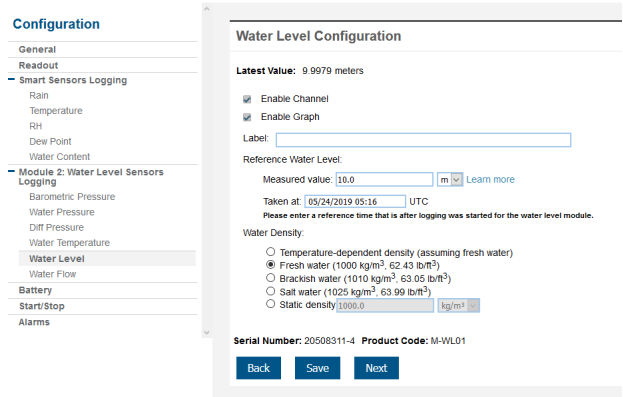 Configuration
General
Readout
Smart Sensors Logging
Rain
Temperature
RH
Dew Point
Water Content
Module 2: Water Level Sensors
Logging
Barometric Pressure
Water Pressure
Diff Pressure
Water Temperature
Water Level
Water Flow
Battery
Start/Stop
Alarms
Water Level Configuration
Latest Value: 9.9979 meters
Enable Channel
Enable Graph
Label:
Reference Water Level:
Measured value: 10.0 m Learn more
Taken at: 05/24/2019 05:16 UTC
Please enter a reference time that is after logging was started for the water level module.
Water Density:
Temperature-dependent density (assuming fresh water)
Fresh water (1000 kg/m³, 62.43 lb/ft³)
Brackish water (1010 kg/m³, 63.05 lb/ft³)
Salt water (1025 kg/m³, 63.99 lb/ft³)
Static density 1000.0 kg/m³
Serial Number: 20508311-4 Product Code: M-WL01
Back Save Next